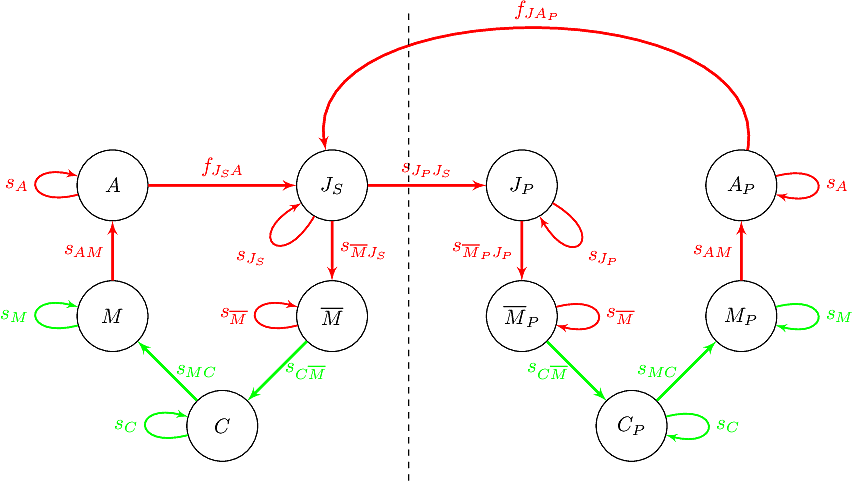 f_{JA_P}
f_{J_SA}
s_{J_PJ_S}
s_A
A
J_S
J_P
A_P
s_A
s_{AM}
s_{J_S}
s_{\overline{M}J_S}
s_{\overline{M}_PJ_P}
s_{J_P}
s_{AM}
s_M
M
s_{\overline{M}}
\overline{M}
\overline{M}_P
s_{\overline{M}}
M_P
s_M
s_{MC}
s_{C\overline{M}}
s_{C\overline{M}}
s_{MC}
s_C
C
C_P
s_C